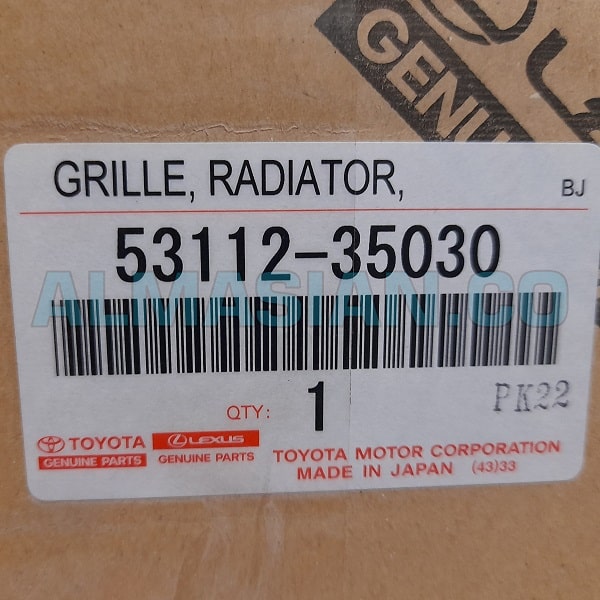 GENU
GRILLE, RADIATOR,
BJ
53112-35030
ALMASIAN.CO
QTY: 1
PK22
TOYOTA
GENUINE PARTS
LEXUS
GENUINE PARTS
TOYOTA MOTOR CORPORATION
MADE IN JAPAN (43)33